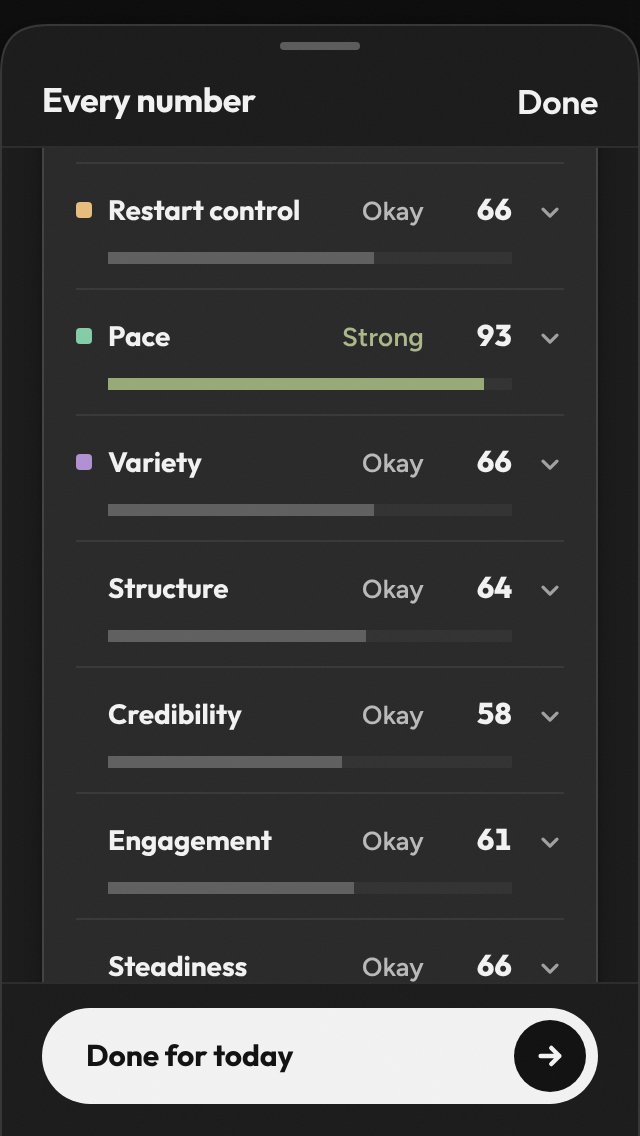 Every number
Done
Restart control Okay 66
Pace Strong 93
Variety Okay 66
Structure Okay 64
Credibility Okay 58
Engagement Okay 61
Steadiness Okay 66
Done for today